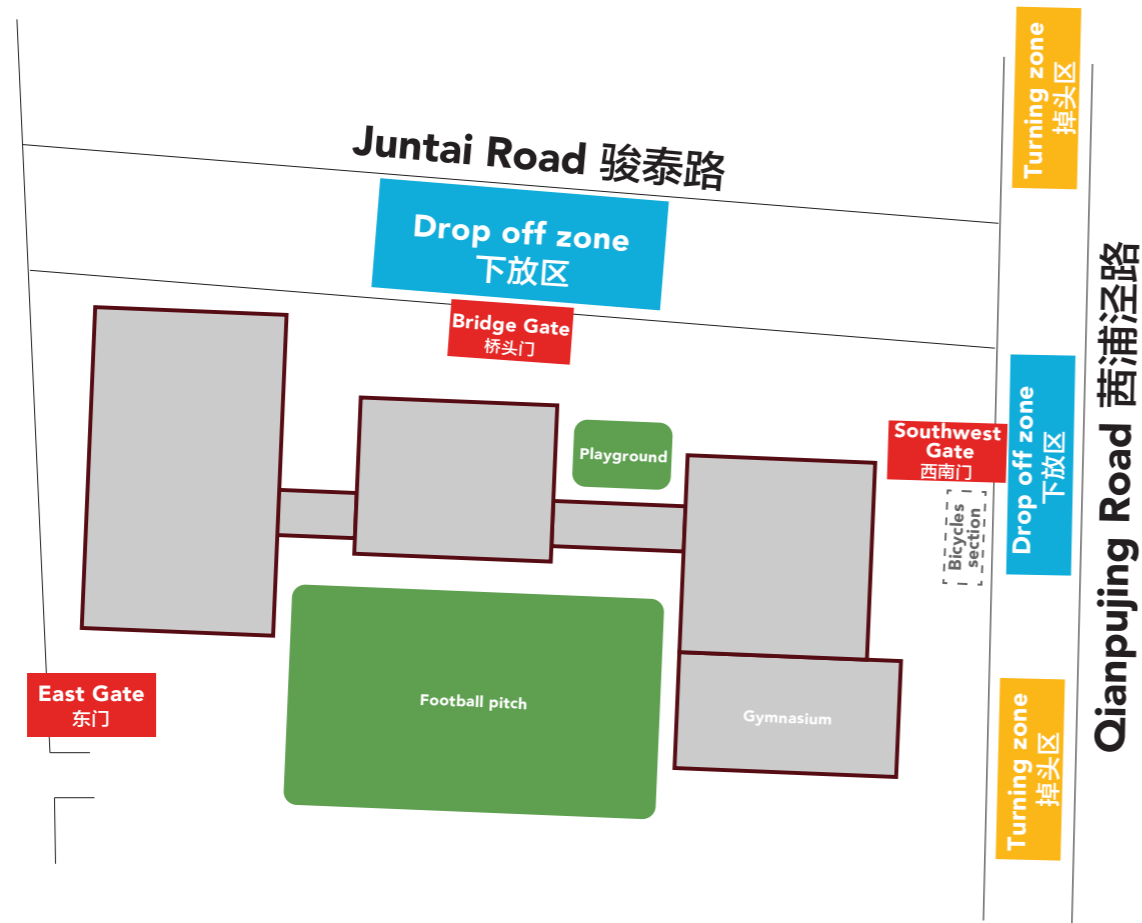 Turning zone
掉头区
Juntai Road 骏泰路
Drop off zone
下放区
Bridge Gate
桥头门
Qianpujing Road 茜浦泾路
Drop off zone
下放区
Southwest
Gate
西南门
Playground
Bicycles
section
East Gate
东门
Football pitch
Gymnasium
Turning zone
掉头区